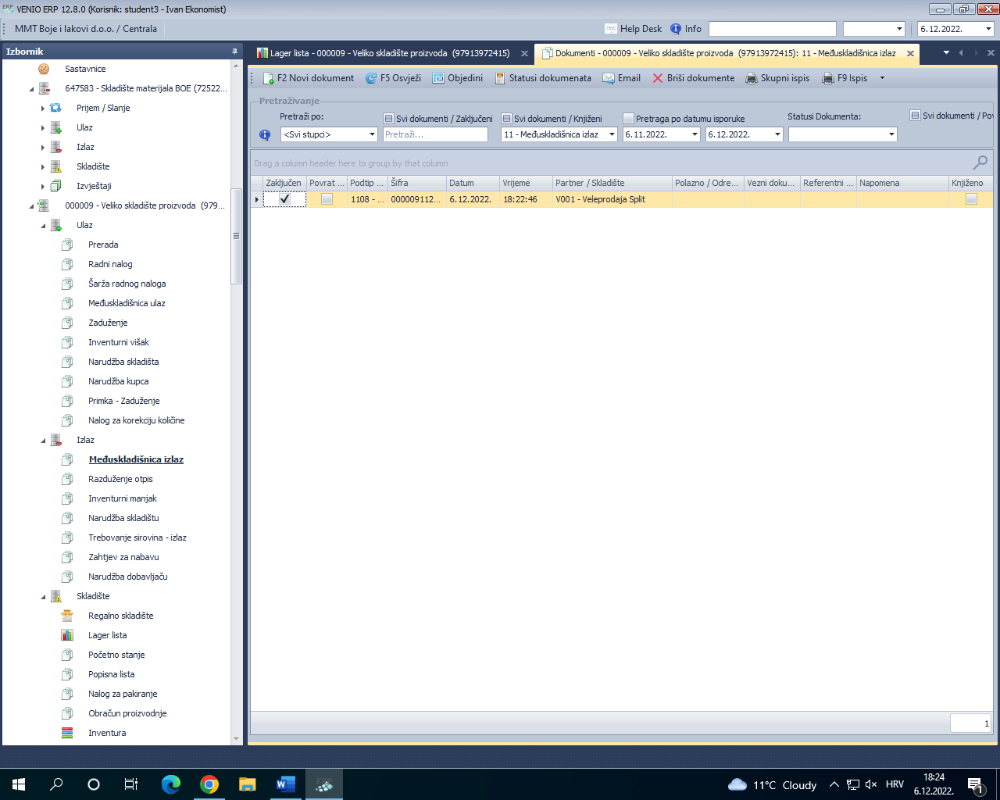 VENIO ERP 12.8.0 (Korisnik: student3 - Ivan Ekonomist)
MMT Boje i lakovi d.o.o. / Centrala
Help Desk
Info
6.12.2022.
Izbornik
Sastavnice
647583 - Skladište materijala BOE (72522...
Prijem / Slanje
Ulaz
Izlaz
Skladište
Izvještaji
000009 - Veliko skladište proizvoda (979...
Ulaz
Prerada
Radni nalog
Šarža radnog naloga
Međuskladišnica ulaz
Zaduženje
Inventurni višak
Narudžba skladišta
Narudžba kupca
Primka - Zaduženje
Nalog za korekciju količine
Izlaz
Međuskladišnica izlaz
Razduženje otpis
Inventurni manjak
Narudžba skladištu
Trebovanje sirovina - izlaz
Zahtjev za nabavu
Narudžba dobavljaču
Skladište
Regalno skladište
Lager lista
Početno stanje
Popisna lista
Nalog za pakiranje
Obračun proizvodnje
Inventura
Lager lista - 000009 - Veliko skladište proizvoda (97913972415)
Dokumenti - 000009 - Veliko skladište proizvoda (97913972415): 11 - Međuskladišnica izlaz
F2 Novi dokument
F5 Osvježi
Objedini
Statusi dokumenata
Email
Briši dokumente
Skupni ispis
F9 Ispis
Pretraživanje
Pretraži po:
Svi dokumenti / Zaključeni
Svi dokumenti / Knjiženi
Pretraga po datumu isporuke
Statusi Dokumenta:
Svi dokumenti / Pov
<Svi stupci>
Pretraži...
11 - Međuskladišnica izlaz
6.11.2022.
6.12.2022.
Drag a column header here to group by that column
Zaključen
Povrat ...
Podtip ...
Šifra
Datum
Vrijeme
Partner / Skladište
Polazno / Odre...
Vezni doku...
Referentni ...
Napomena
Knjiženo
1108 - ...
000009112...
6.12.2022.
18:22:46
V001 - Veleprodaja Split
1
11°C Cloudy
HRV
18:24
6.12.2022.
1